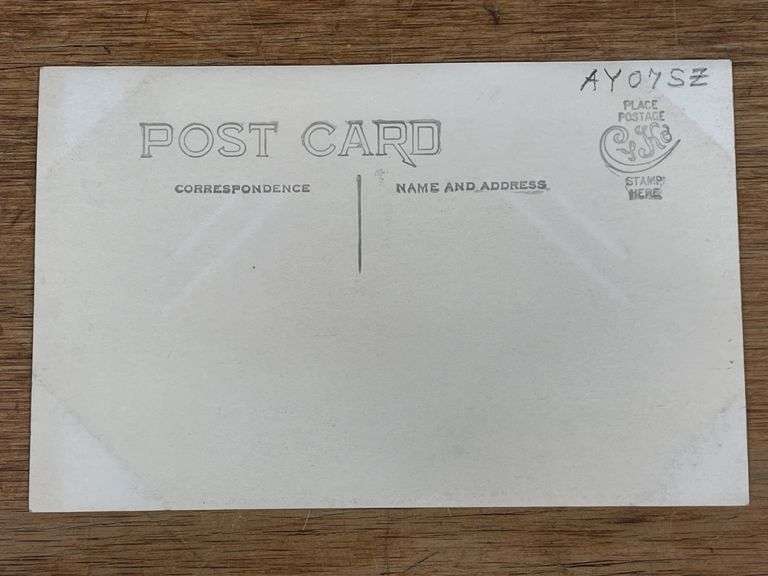 AY07SZ
PLACE
POSTAGE
STAMP
HERE
POST CARD
CORRESPONDENCE
NAME AND ADDRESS